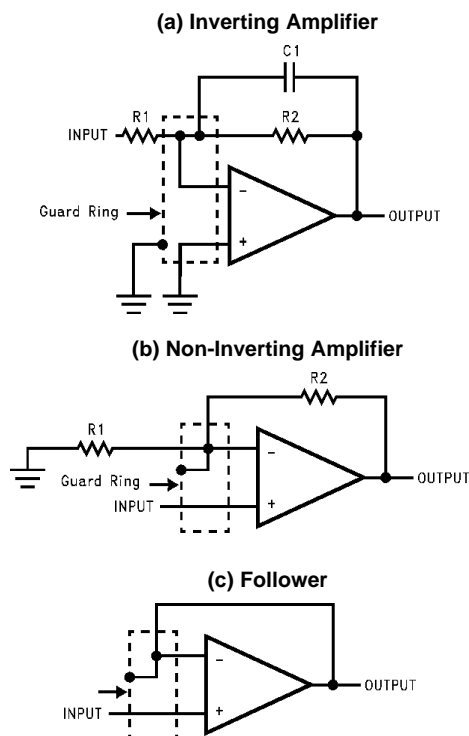 (a) Inverting Amplifier
C1
R1
R2
INPUT
−
Guard Ring
+
OUTPUT
(b) Non-Inverting Amplifier
R2
R1
−
Guard Ring
OUTPUT
INPUT
+
(c) Follower
−
OUTPUT
INPUT
+